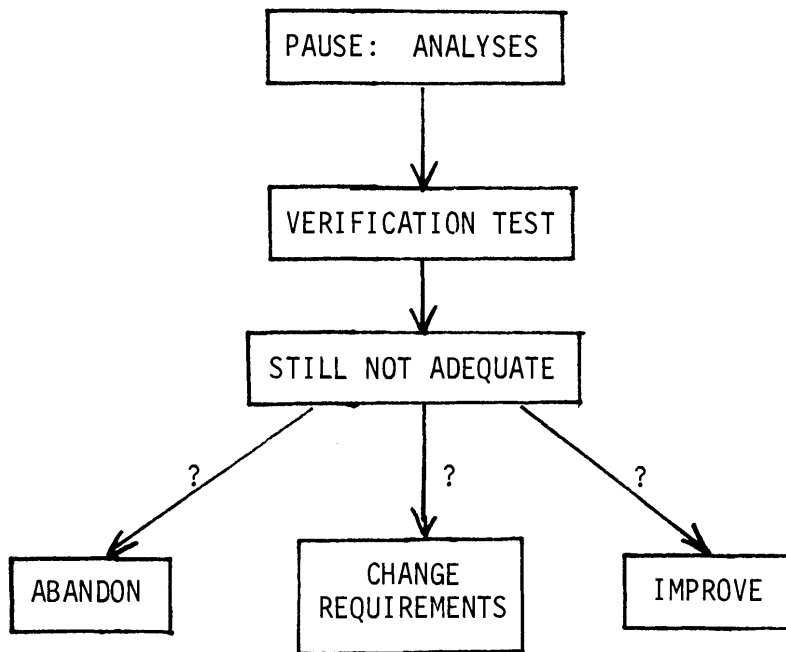 PAUSE: ANALYSES
VERIFICATION TEST
STILL NOT ADEQUATE
? ? ?
ABANDON
CHANGE
REQUIREMENTS
IMPROVE